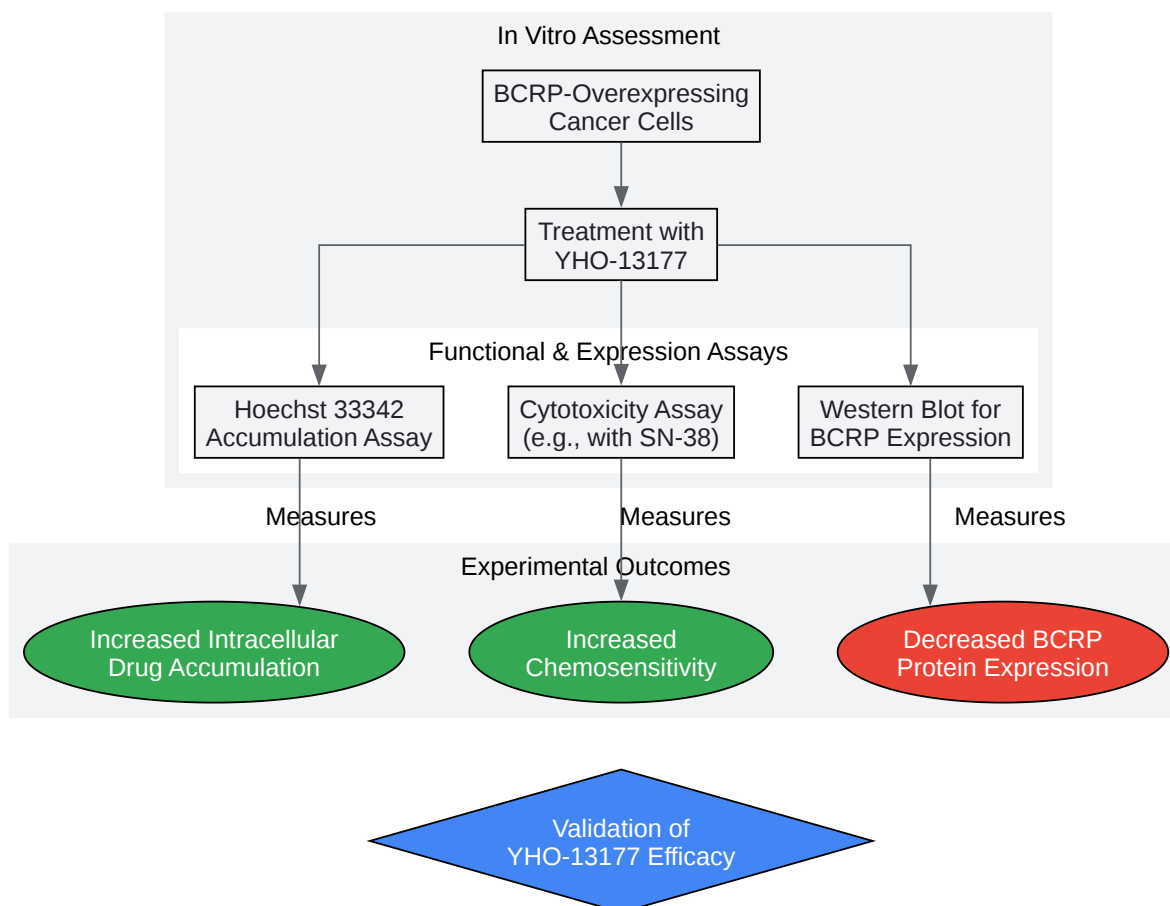 In Vitro Assessment
BCRP-Overexpressing
Cancer Cells
Treatment with
YHO-13177
Functional & Expression Assays
Hoechst 33342
Accumulation Assay
Cytotoxicity Assay
(e.g., with SN-38)
Western Blot for
BCRP Expression
Measures
Measures
Measures
Experimental Outcomes
Increased Intracellular
Drug Accumulation
Increased
Chemosensitivity
Decreased BCRP
Protein Expression
Validation of
YHO-13177 Efficacy